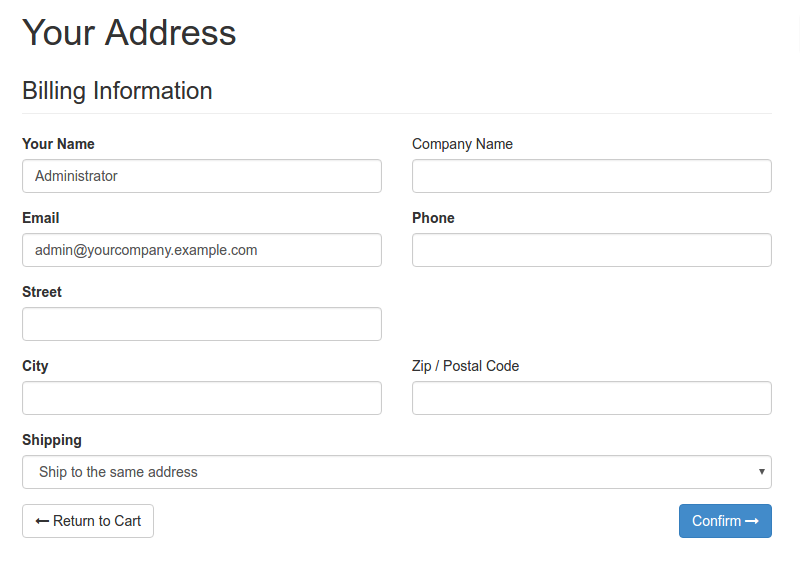 Your Address
Billing Information
Your Name
Company Name
Administrator
Email
Phone
admin@yourcompany.example.com
Street
City
Zip / Postal Code
Shipping
Ship to the same address
Return to Cart
Confirm